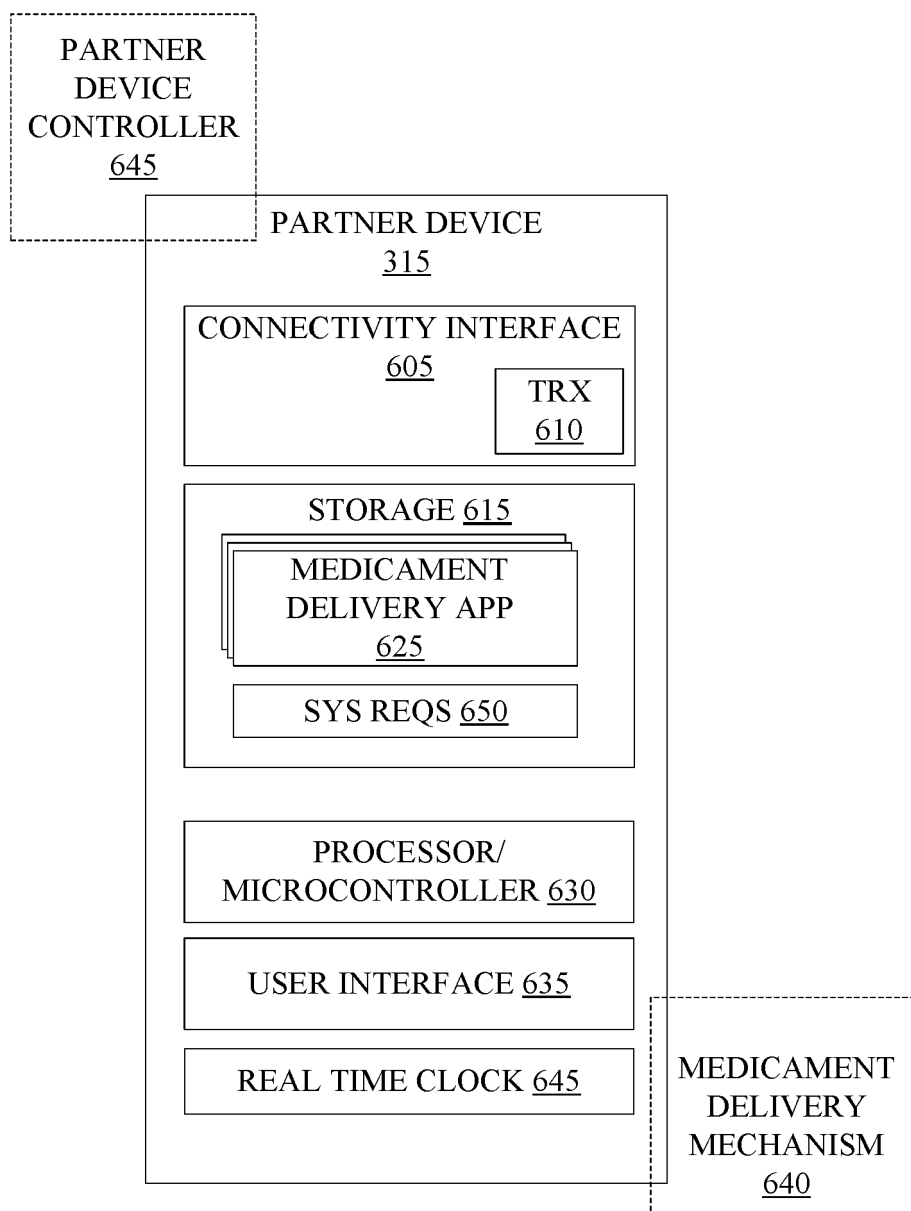 PARTNER
DEVICE
CONTROLLER
645
PARTNER DEVICE
315
CONNECTIVITY INTERFACE
605
TRX
610
STORAGE 615
MEDICAMENT
DELIVERY APP
625
SYS REQS 650
PROCESSOR/
MICROCONTROLLER 630
USER INTERFACE 635
REAL TIME CLOCK 645
MEDICAMENT
DELIVERY
MECHANISM
640